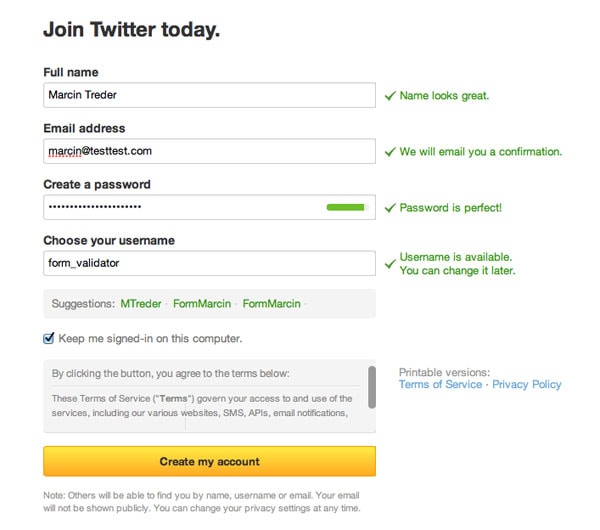 Join Twitter today.
Full name
Marcin Treder
✓ Name looks great.
Email address
marcin@testtest.com
✓ We will email you a confirmation.
Create a password
••••••••••••••••••••••
✓ Password is perfect!
Choose your username
form_validator
✓ Username is available.
You can change it later.
Suggestions: MTreder · FormMarcin · FormMarcin ·
Keep me signed-in on this computer.
By clicking the button, you agree to the terms below:
These Terms of Service ("Terms") govern your access to and use of the
services, including our various websites, SMS, APIs, email notifications,
Printable versions:
Terms of Service · Privacy Policy
Create my account
Note: Others will be able to find you by name, username or email. Your email
will not be shown publicly. You can change your privacy settings at any time.